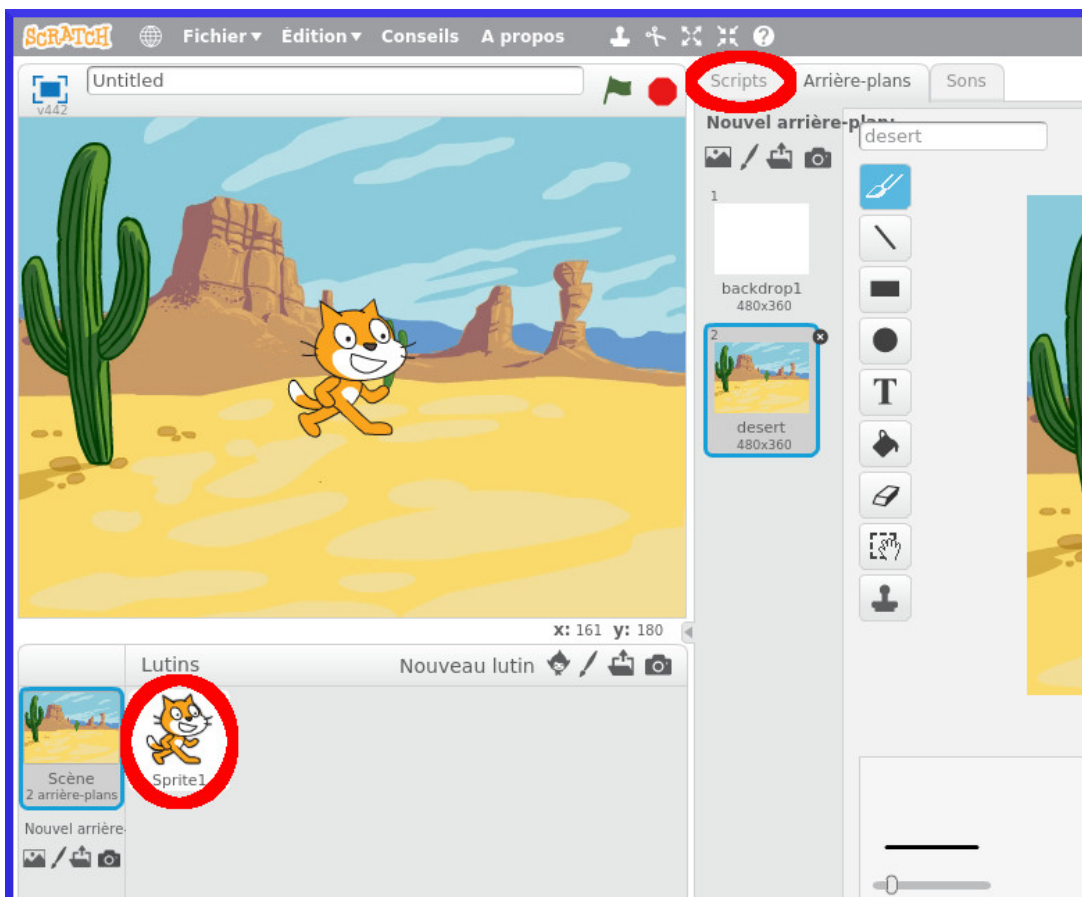 SCRATCH Fichier Édition Conseils A propos
Untitled
v442
Scripts Arrière-plans Sons
Nouvel arrière-plan:
desert
1
backdrop1
480x360
2
desert
480x360
T
x: 161 y: 180
Lutins Nouveau lutin
Scène
2 arrière-plans
Sprite1
Nouvel arrière-